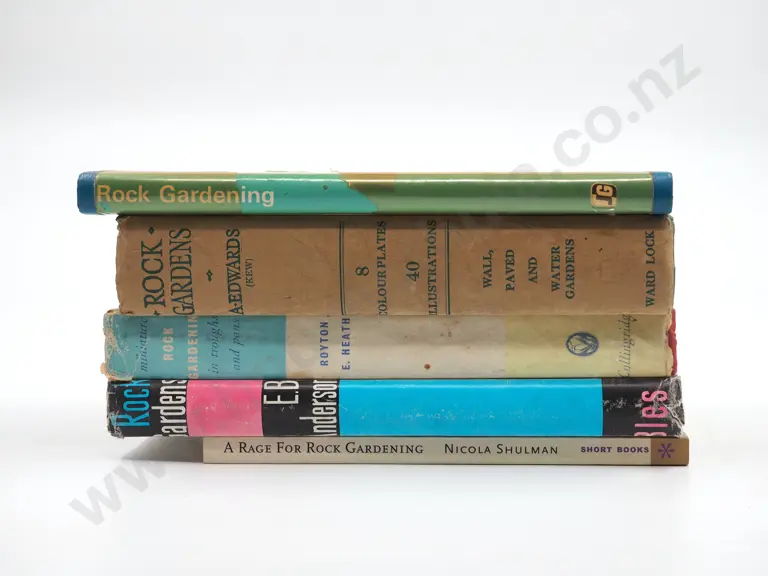 Rock Gardening
JG
ROCK
GARDENS
A·EDWARDS
(KEW)
8
COLOUR PLATES
40
ILLUSTRATIONS
WALL,
PAVED
AND
WATER
GARDENS
WARD LOCK
miniature
ROCK
GARDENING
in troughs
and pans
ROYTON
E. HEATH
Collingridge
Rock
Gardens
E.B.
Anderson
A RAGE FOR ROCK GARDENING NICOLA SHULMAN SHORT BOOKS